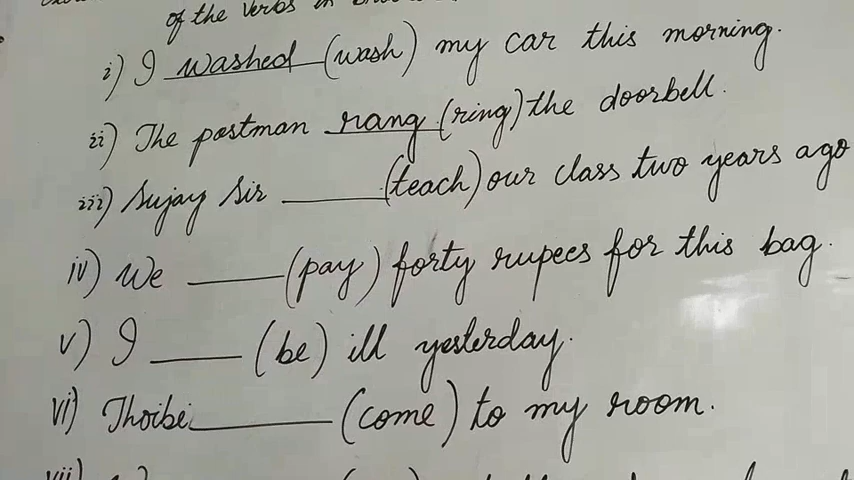 of the verbs in
i) I washed (wash) my car this morning.
ii) The postman rang (ring) the doorbell.
iii) Sujay Sir ______ (teach) our class two years ago
iv) We ______ (pay) forty rupees for this bag.
v) I ______ (be) ill yesterday.
vi) Thoibi ______ (come) to my room.
vii)